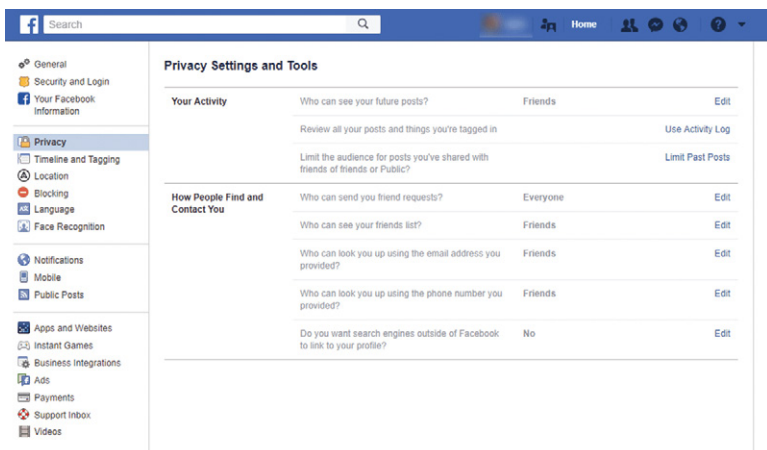 f
Search
Home
General
Security and Login
Your Facebook
Information
Privacy
Timeline and Tagging
Location
Blocking
Language
Face Recognition
Notifications
Mobile
Public Posts
Apps and Websites
Instant Games
Business Integrations
Ads
Payments
Support Inbox
Videos
Privacy Settings and Tools
Your Activity
Who can see your future posts?
Friends
Edit
Review all your posts and things you're tagged in
Use Activity Log
Limit the audience for posts you've shared with
friends of friends or Public?
Limit Past Posts
How People Find and
Contact You
Who can send you friend requests?
Everyone
Edit
Who can see your friends list?
Friends
Edit
Who can look you up using the email address you
provided?
Friends
Edit
Who can look you up using the phone number you
provided?
Friends
Edit
Do you want search engines outside of Facebook
to link to your profile?
No
Edit